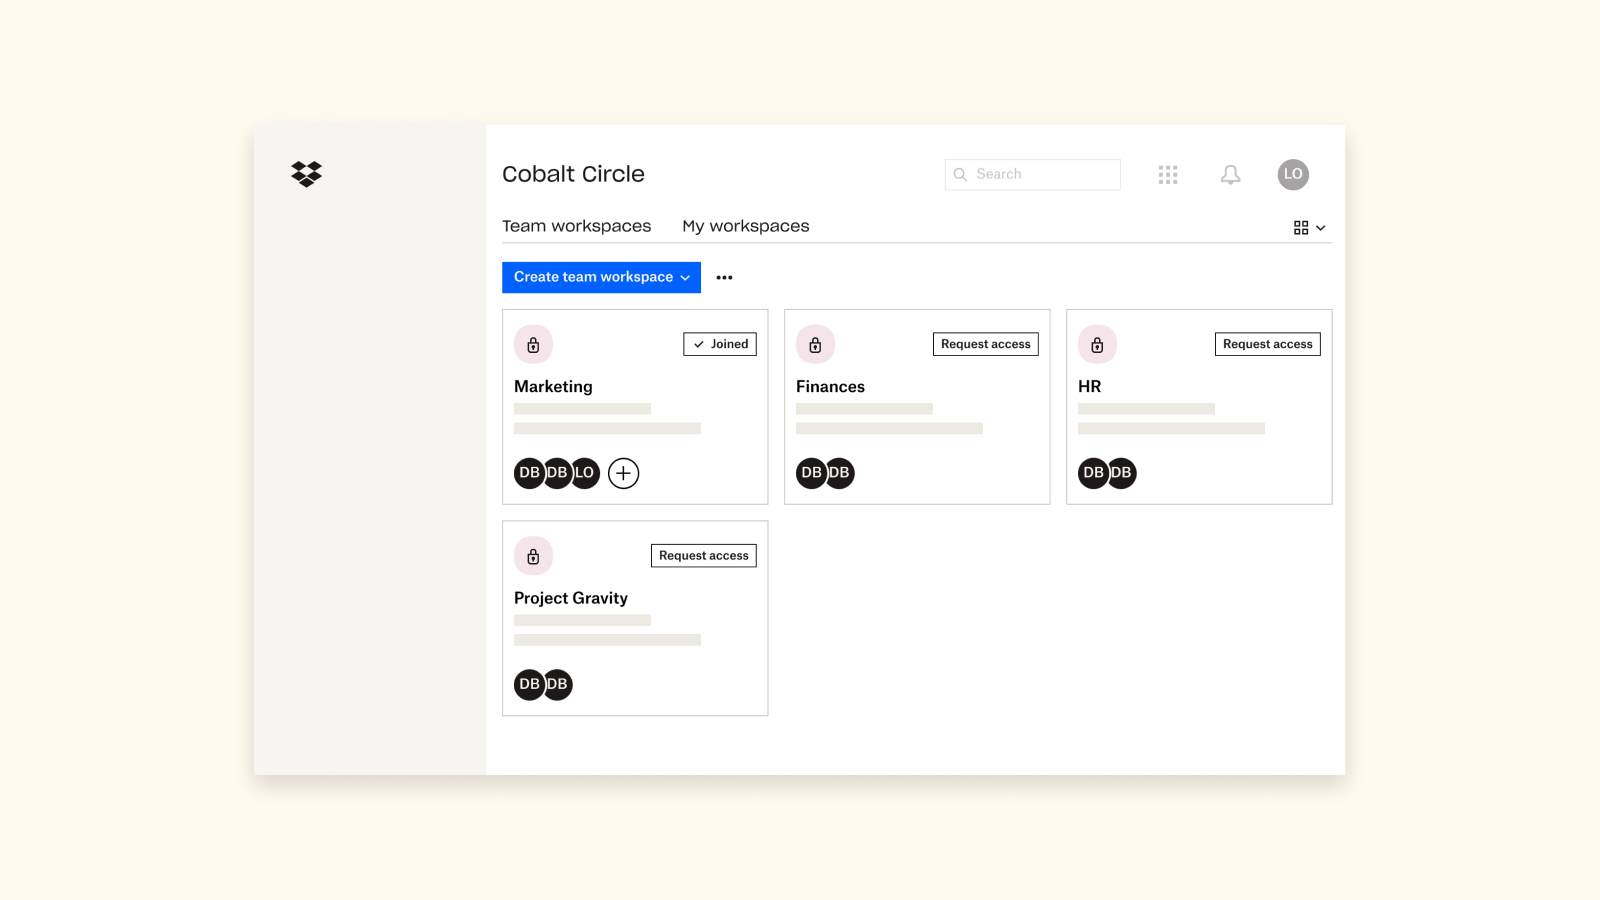 Cobalt Circle
Search
LO
Team workspaces
My workspaces
Create team workspace
Joined
Marketing
DB DB LO
Request access
Finances
DB DB
Request access
HR
DB DB
Request access
Project Gravity
DB DB